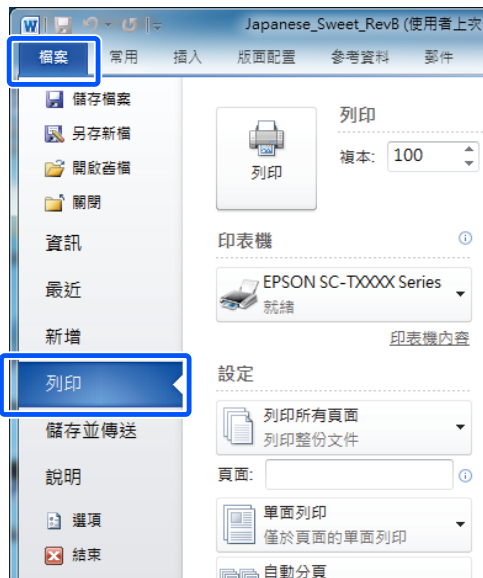 Japanese_Sweet_RevB (使用者上次
檔案 常用 插入 版面配置 參考資料 郵件
儲存檔案
另存新檔
開啟舊檔
關閉
資訊
最近
新增
列印
儲存並傳送
說明
選項
結束
列印
列印
複本: 100
印表機
EPSON SC-TXXXX Series
就緒
印表機內容
設定
列印所有頁面
列印整份文件
頁面:
單面列印
僅於頁面的單面列印
自動分頁